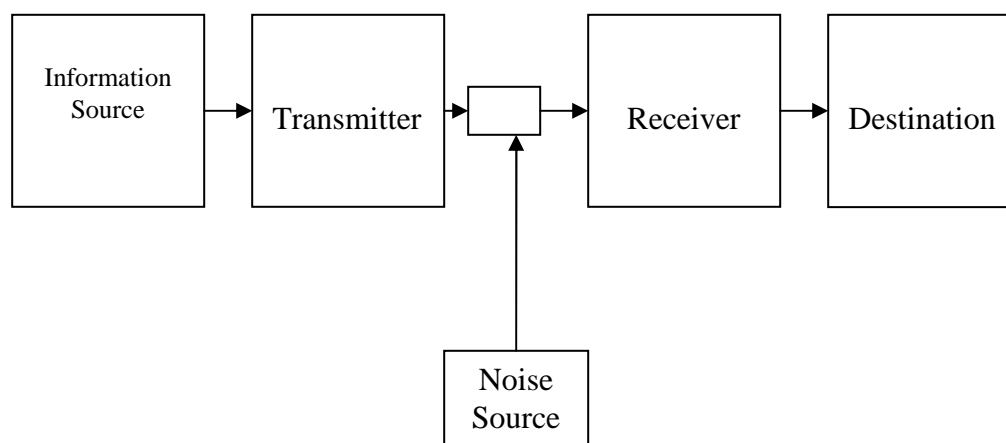 Information
Source
Transmitter
Receiver
Destination
Noise
Source